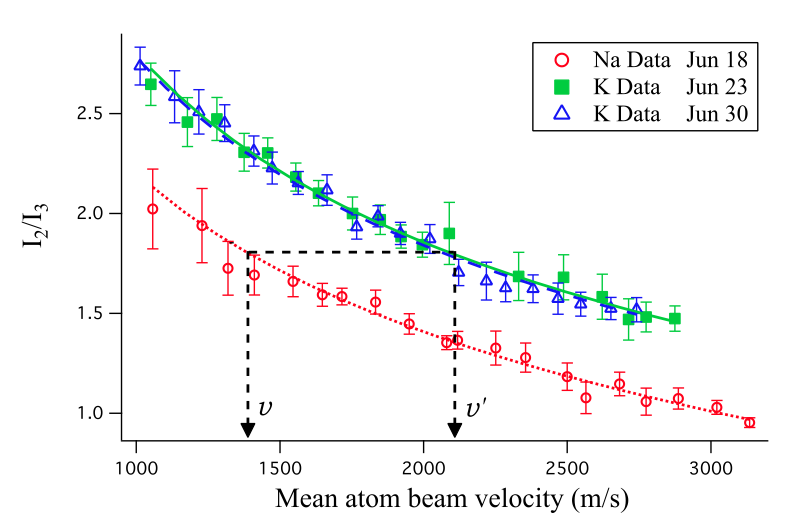 Na Data Jun 18
K Data Jun 23
K Data Jun 30
I₂/I₃
2.5
2.0
1.5
1.0
v
v'
1000 1500 2000 2500 3000
Mean atom beam velocity (m/s)